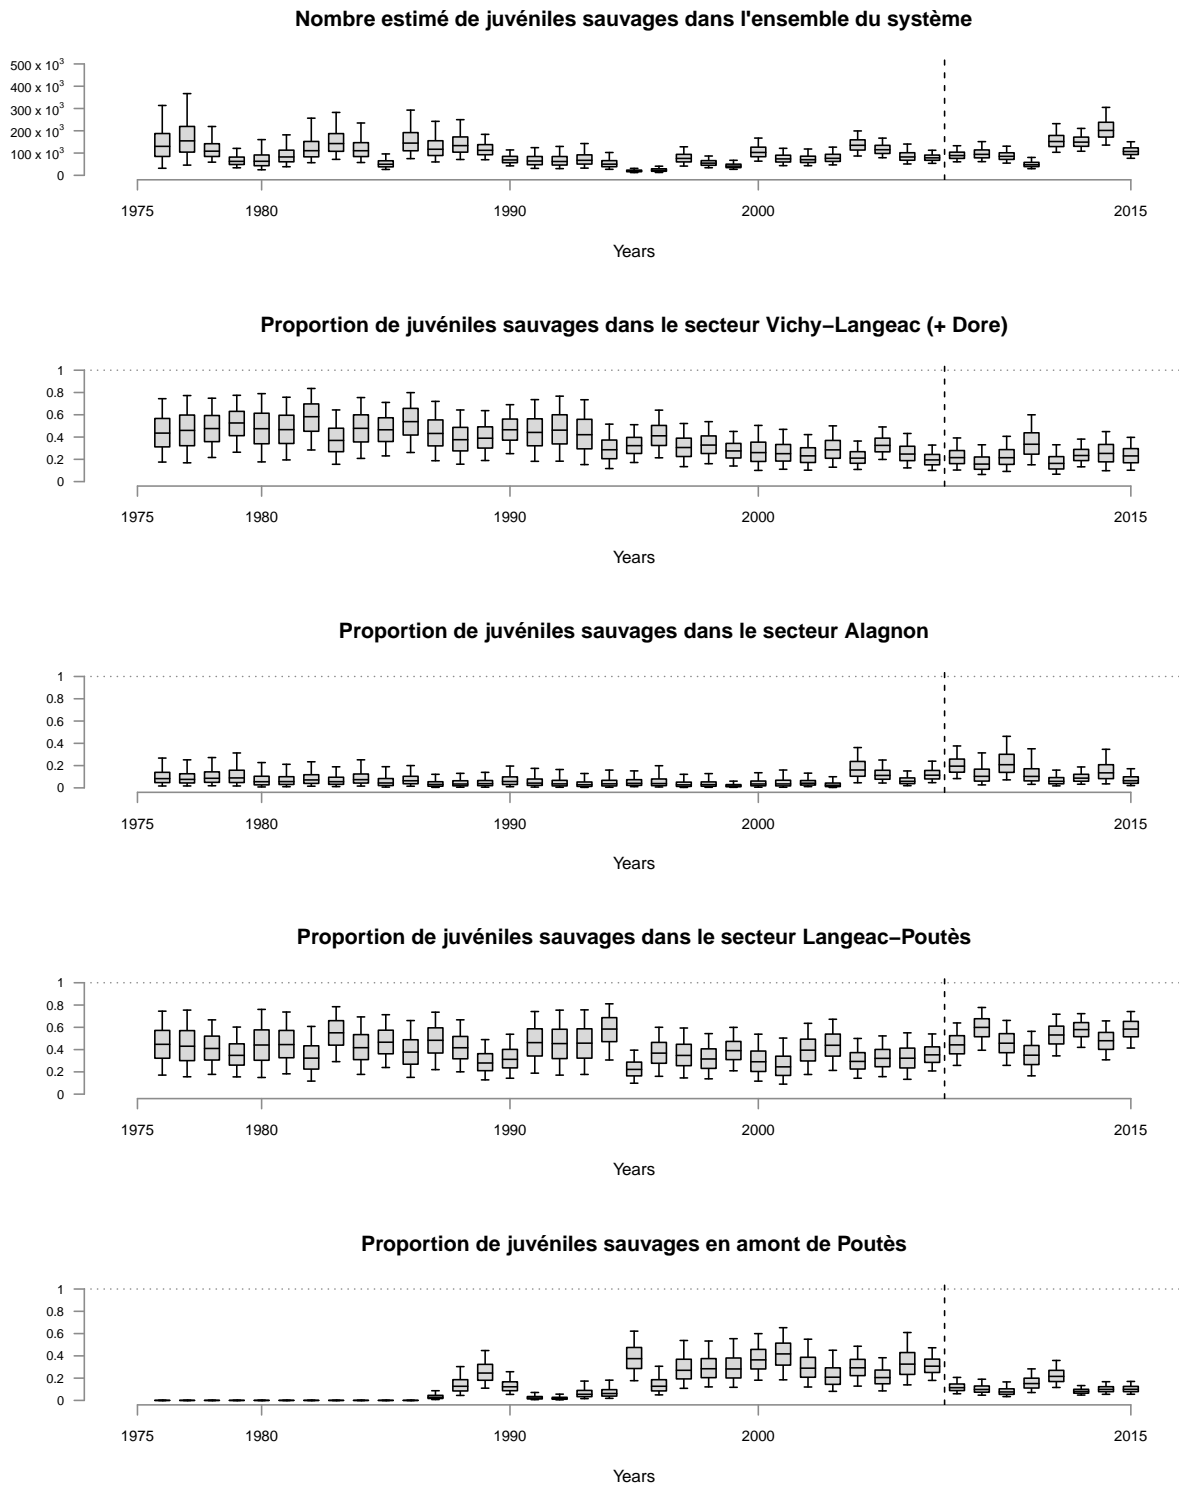 Nombre estimé de juvéniles sauvages dans l'ensemble du système
500 x 10³
400 x 10³
300 x 10³
200 x 10³
100 x 10³
0
1975 1980 1990 2000 2015
Years
Proportion de juvéniles sauvages dans le secteur Vichy−Langeac (+ Dore)
1
0.8
0.6
0.4
0.2
0
1975 1980 1990 2000 2015
Years
Proportion de juvéniles sauvages dans le secteur Alagnon
1
0.8
0.6
0.4
0.2
0
1975 1980 1990 2000 2015
Years
Proportion de juvéniles sauvages dans le secteur Langeac−Poutès
1
0.8
0.6
0.4
0.2
0
1975 1980 1990 2000 2015
Years
Proportion de juvéniles sauvages en amont de Poutès
1
0.8
0.6
0.4
0.2
0
1975 1980 1990 2000 2015
Years